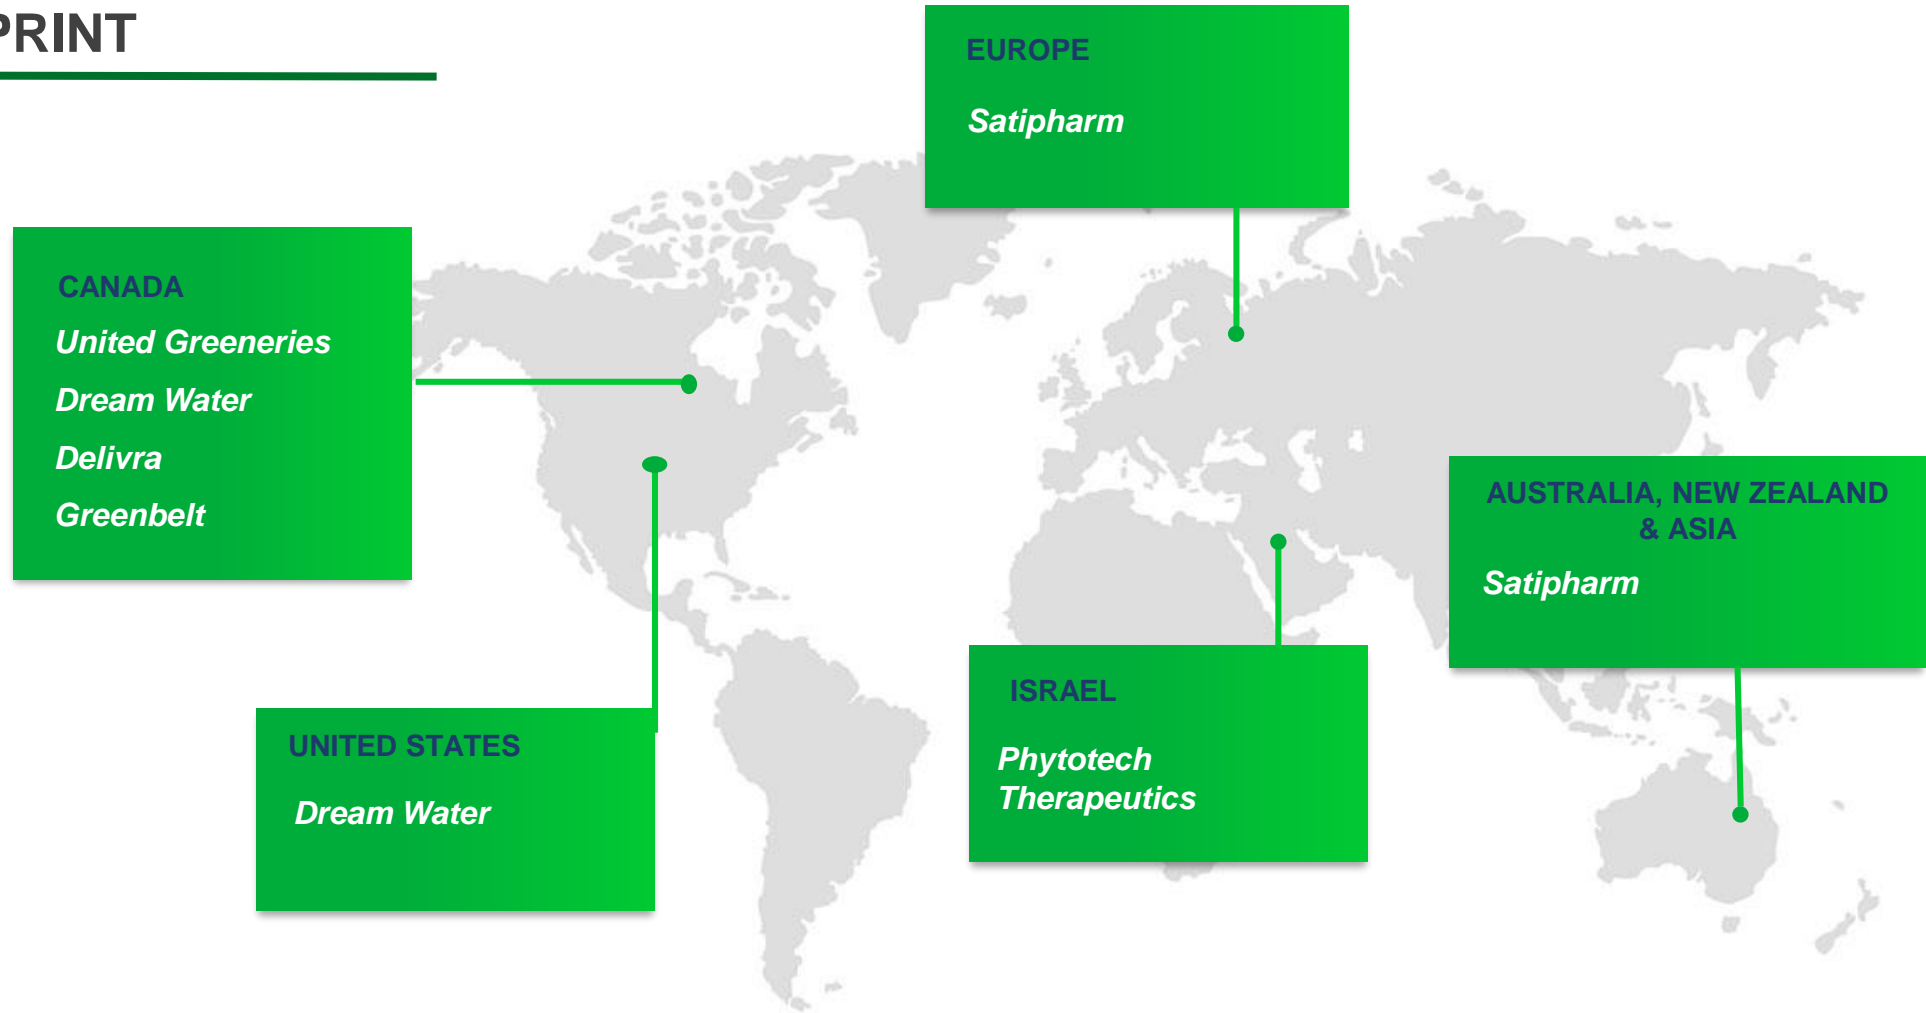 PRINT
EUROPE
Satipharm
CANADA
United Greeneries
Dream Water
Delivra
Greenbelt
AUSTRALIA, NEW ZEALAND
& ASIA
Satipharm
ISRAEL
Phytotech
Therapeutics
UNITED STATES
Dream Water